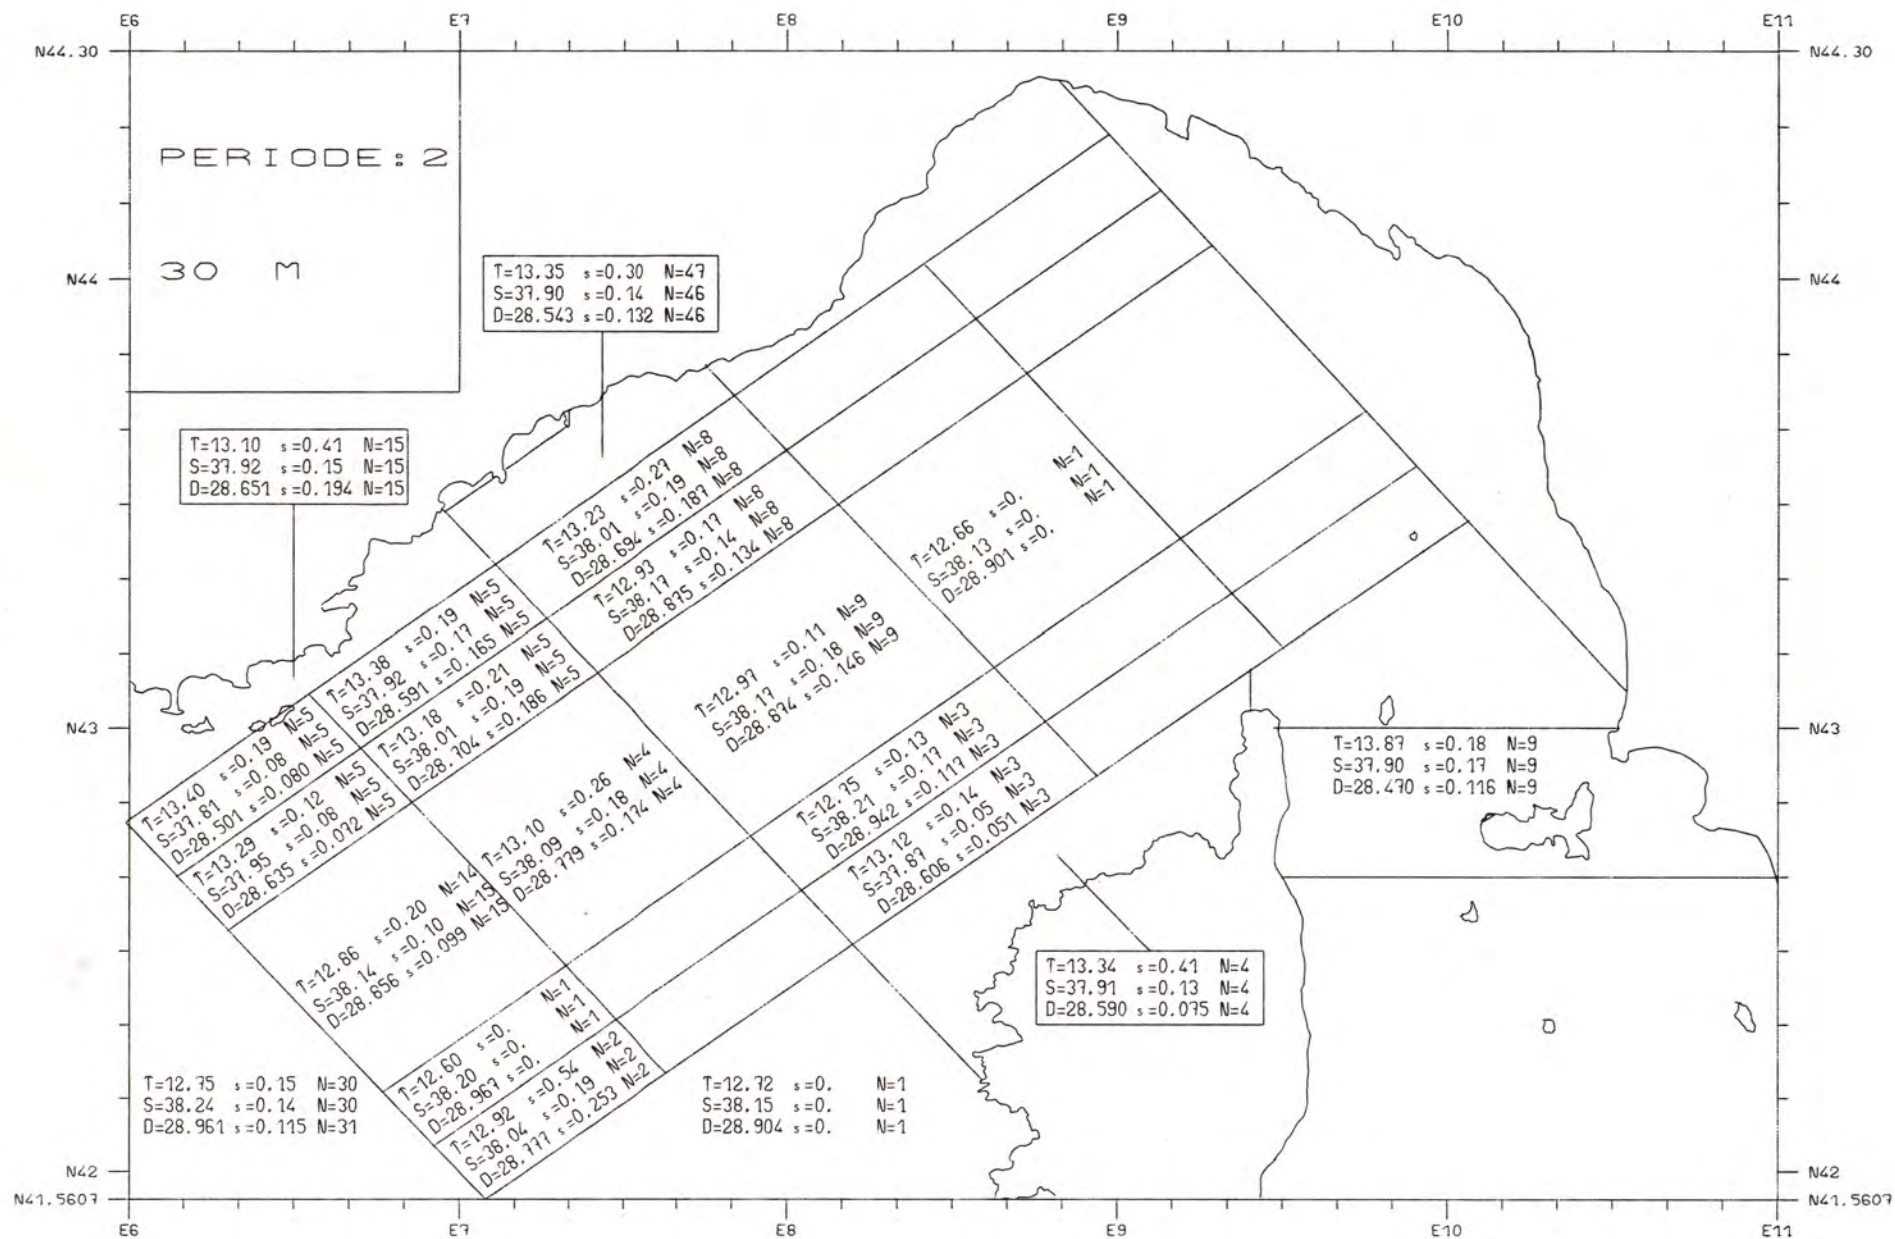 E6 E7 E8 E9 E10 E11
N44.30 N44.30
PERIODE: 2
30 M
N44 N44
T=13.35 s=0.30 N=47
S=37.90 s=0.14 N=46
D=28.543 s=0.132 N=46
T=13.10 s=0.41 N=15
S=37.92 s=0.15 N=15
D=28.651 s=0.194 N=15
T=13.23 s=0.27 N=8
S=38.01 s=0.19 N=8
D=28.694 s=0.187 N=8
T=12.93 s=0.17 N=8
S=38.17 s=0.14 N=8
D=28.875 s=0.134 N=8
T=12.66 s=0. N=1
S=38.13 s=0. N=1
D=28.901 s=0. N=1
T=13.38 s=0.19 N=5
S=37.92 s=0.17 N=5
D=28.591 s=0.165 N=5
T=13.18 s=0.21 N=5
S=38.01 s=0.19 N=5
D=28.704 s=0.186 N=5
T=12.97 s=0.11 N=9
S=38.17 s=0.18 N=9
D=28.874 s=0.146 N=9
N43 N43
T=13.40 s=0.19 N=5
S=37.81 s=0.08 N=5
D=28.501 s=0.080 N=5
T=13.29 s=0.12 N=5
S=37.95 s=0.08 N=5
D=28.635 s=0.072 N=5
T=13.10 s=0.26 N=4
S=38.09 s=0.18 N=4
D=28.779 s=0.174 N=4
T=12.75 s=0.13 N=3
S=38.21 s=0.17 N=3
D=28.942 s=0.117 N=3
T=13.12 s=0.14 N=3
S=37.87 s=0.05 N=3
D=28.606 s=0.051 N=3
T=13.87 s=0.18 N=9
S=37.90 s=0.17 N=9
D=28.470 s=0.116 N=9
T=12.86 s=0.20 N=14
S=38.14 s=0.10 N=15
D=28.656 s=0.099 N=15
T=13.34 s=0.41 N=4
S=37.91 s=0.13 N=4
D=28.590 s=0.075 N=4
T=12.60 s=0. N=1
S=38.20 s=0. N=1
D=28.967 s=0. N=1
T=12.92 s=0.54 N=2
S=38.04 s=0.19 N=2
D=28.777 s=0.253 N=2
T=12.75 s=0.15 N=30
S=38.24 s=0.14 N=30
D=28.961 s=0.115 N=31
T=12.72 s=0. N=1
S=38.15 s=0. N=1
D=28.904 s=0. N=1
N42 N42
N41.5607 N41.5607
E6 E7 E8 E9 E10 E11